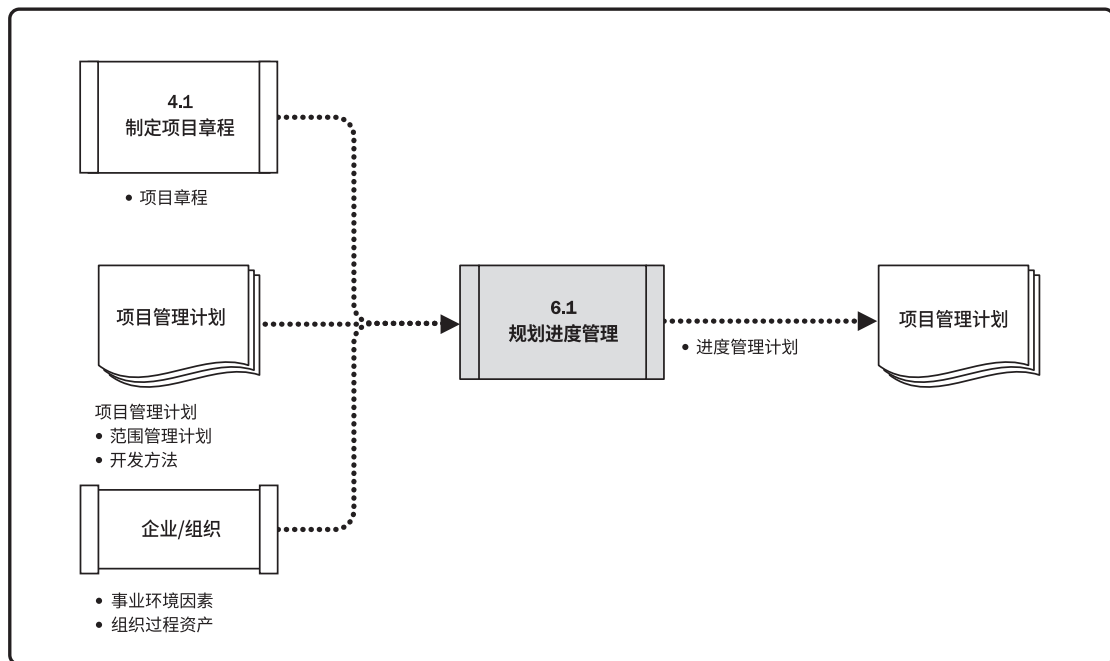 4.1
制定项目章程
• 项目章程
项目管理计划
项目管理计划
• 范围管理计划
• 开发方法
企业/组织
• 事业环境因素
• 组织过程资产
6.1
规划进度管理
• 进度管理计划
项目管理计划